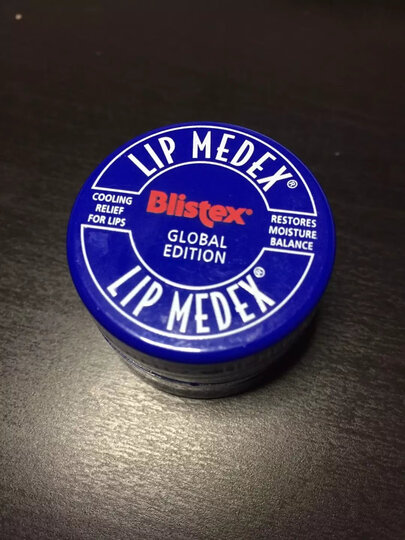 LIP MEDEX®
COOLING
RELIEF
FOR LIPS
Blistex®
GLOBAL
EDITION
RESTORES
MOISTURE
BALANCE
LIP MEDEX®